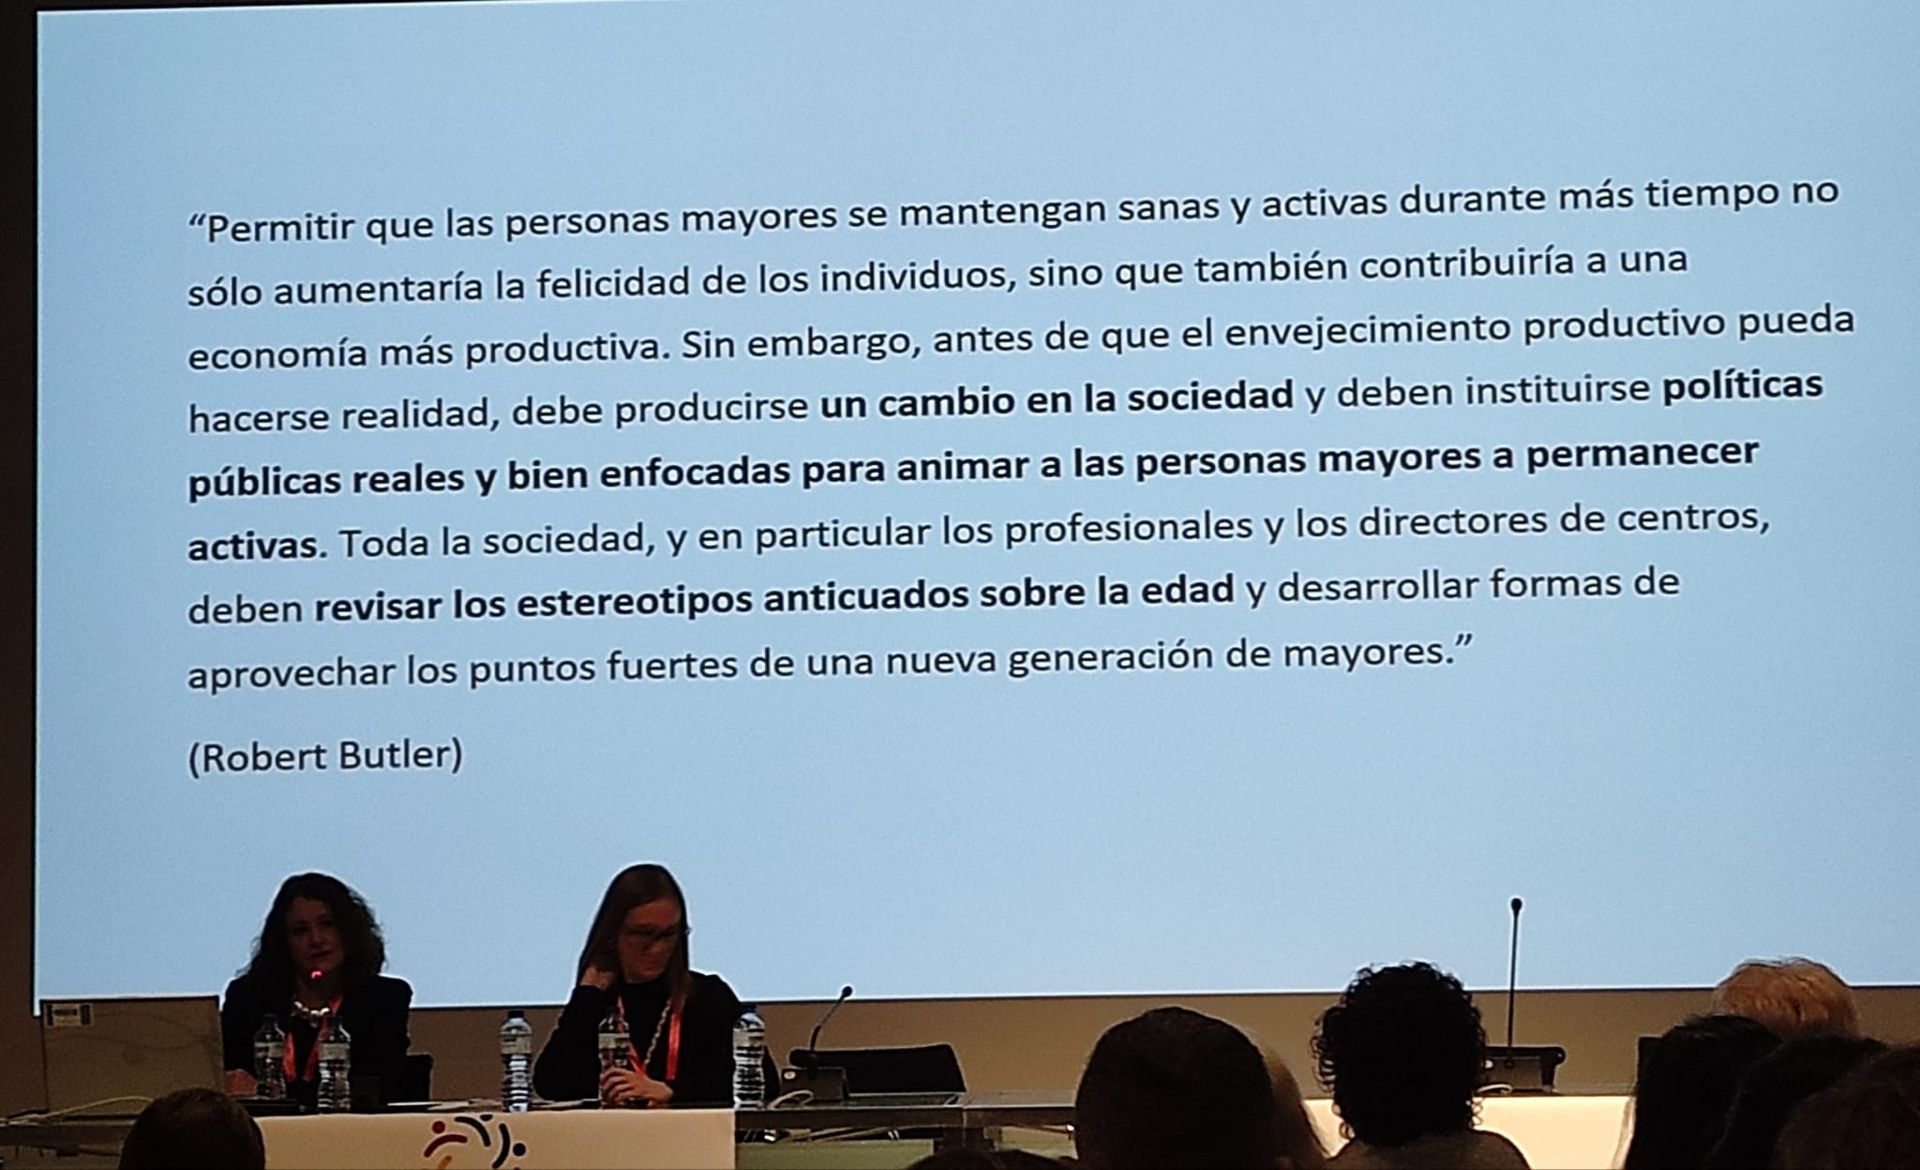 “Permitir que las personas mayores se mantengan sanas y activas durante más tiempo no
sólo aumentaría la felicidad de los individuos, sino que también contribuiría a una
economía más productiva. Sin embargo, antes de que el envejecimiento productivo pueda
hacerse realidad, debe producirse un cambio en la sociedad y deben instituirse políticas
públicas reales y bien enfocadas para animar a las personas mayores a permanecer
activas. Toda la sociedad, y en particular los profesionales y los directores de centros,
deben revisar los estereotipos anticuados sobre la edad y desarrollar formas de
aprovechar los puntos fuertes de una nueva generación de mayores.”
(Robert Butler)